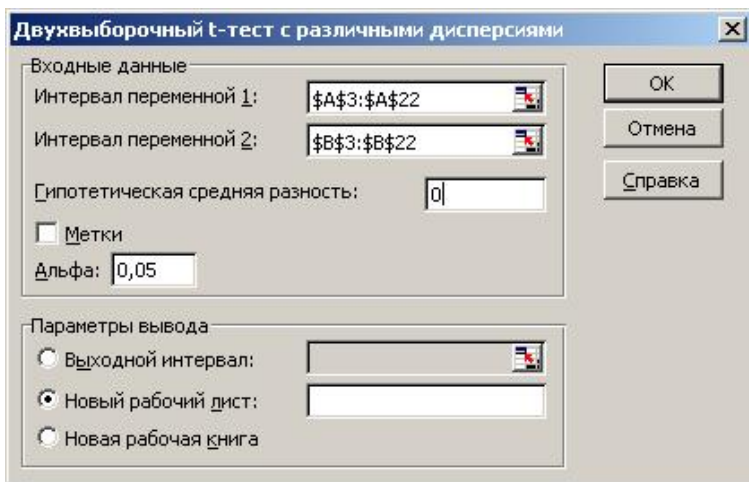 Двухвыборочный t-тест с различными дисперсиями
Входные данные
Интервал переменной 1: $A$3:$A$22
Интервал переменной 2: $B$3:$B$22
Гипотетическая средняя разность: 0
Метки
Альфа: 0,05
Параметры вывода
Выходной интервал:
Новый рабочий лист:
Новая рабочая книга
ОК
Отмена
Справка